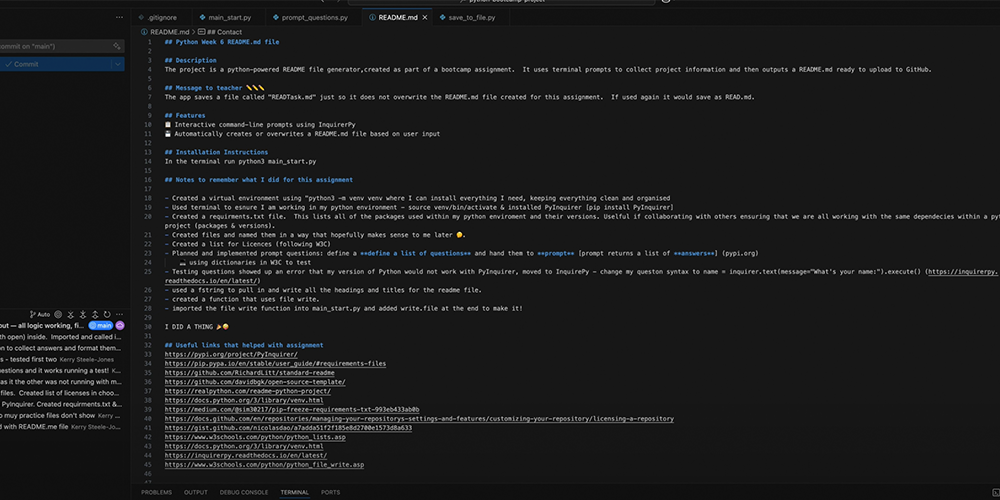 .gitignore main_start.py prompt_questions.py README.md save_to_file.py
README.md > ## Contact
commit on "main")
Commit
1 ## Python Week 6 README.md file
2
3 ## Description
4 The project is a python-powered README file generator,created as part of a bootcamp assignment. It uses terminal prompts to collect project information and then outputs a README.md ready to upload to GitHub.
5
6 ## Message to teacher ✏️✏️✏️
7 The app saves a file called "READTask.md" just so it does not overwrite the README.md file created for this assignment. If used again it would save as READ.md.
8
9 ## Features
10 Interactive command-line prompts using InquirerPy
11 Automatically creates or overwrites a README.md file based on user input
12
13 ## Installation Instructions
14 In the terminal run python3 main_start.py
15
16 ## Notes to remember what I did for this assignment
17
18 - Created a virtual environment using "python3 -m venv venv where I can install everything I need, keeping everything clean and organised
19 - Used terminal to esnure I am working in my python environment - source venv/bin/activate & installed PyInquirer [pip install PyInquirer]
20 - Created a requirments.txt file. This lists all of the packages used within my python enviroment and their versions. Useful if collaborating with others ensuring that we are all working with the same dependecies within a pyt
project (packages & versions).
21 - Created files and named them in a way that hopefully makes sense to me later
22 - Created a list for Licences (following W3C)
23 - Planned and implemented prompt questions: define a **define a list of questions** and hand them to **prompt** [prompt returns a list of **answers**] (pypi.org)
24 using dictionaries in W3C to test
25 - Testing questions showed up an error that my version of Python would not work with PyInquirer, moved to InquirePy - change my queston syntax to name = inquirer.text(message="What's your name:").execute() (https://inquirerpy.
readthedocs.io/en/latest/)
26 - used a fstring to pull in and write all the headings and titles for the readme file.
27 - created a function that uses file write.
28 - imported the file write function into main_start.py and added write.file at the end to make it!
29
30 I DID A THING
31
32 ## Useful links that helped with assignment
33 https://pypi.org/project/PyInquirer/
34 https://pip.pypa.io/en/stable/user_guide/#requirements-files
35 https://github.com/RichardLitt/standard-readme
36 https://github.com/davidbgk/open-source-template/
37 https://realpython.com/readme-python-project/
38 https://docs.python.org/3/library/venv.html
39 https://medium.com/@sim30217/pip-freeze-requirements-txt-993eb433ab0b
40 https://docs.github.com/en/repositories/managing-your-repositorys-settings-and-features/customizing-your-repository/licensing-a-repository
41 https://gist.github.com/nicolasdao/a7adda51f2f185e8d2700e1573d8a633
42 https://www.w3schools.com/python/python_lists.asp
43 https://docs.python.org/3/library/venv.html
44 https://inquirerpy.readthedocs.io/en/latest/
45 https://www.w3schools.com/python/python_file_write.asp
46
Auto
out — all logic working, fi... main
th open) inside. Imported and called i...
on to collect answers and format them...
s - tested first two Kerry Steele-Jones
uestions and it works running a test! K...
as it the other was not running with m...
files. Created list of licences in choo...
PyInquirer. Created requirments.txt &...
o muy practice files don't show Kerry ...
d with README.me file Kerry Steele-Jo...
PROBLEMS OUTPUT DEBUG CONSOLE TERMINAL PORTS